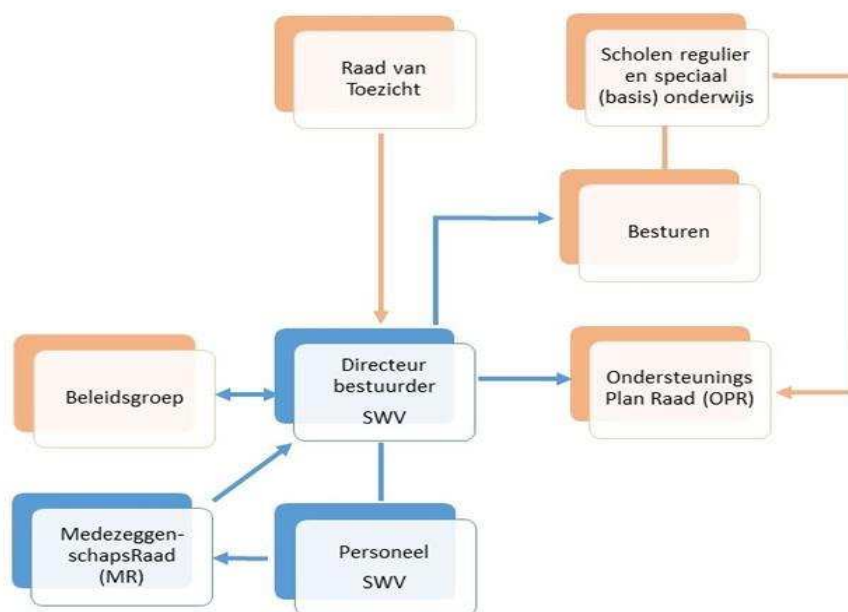 Raad van
Toezicht
Scholen regulier
en speciaal
(basis) onderwijs
Besturen
Beleidsgroep
Directeur
bestuurder
SWV
Ondersteunings
Plan Raad (OPR)
Medezeggen-
schapsRaad
(MR)
Personeel
SWV